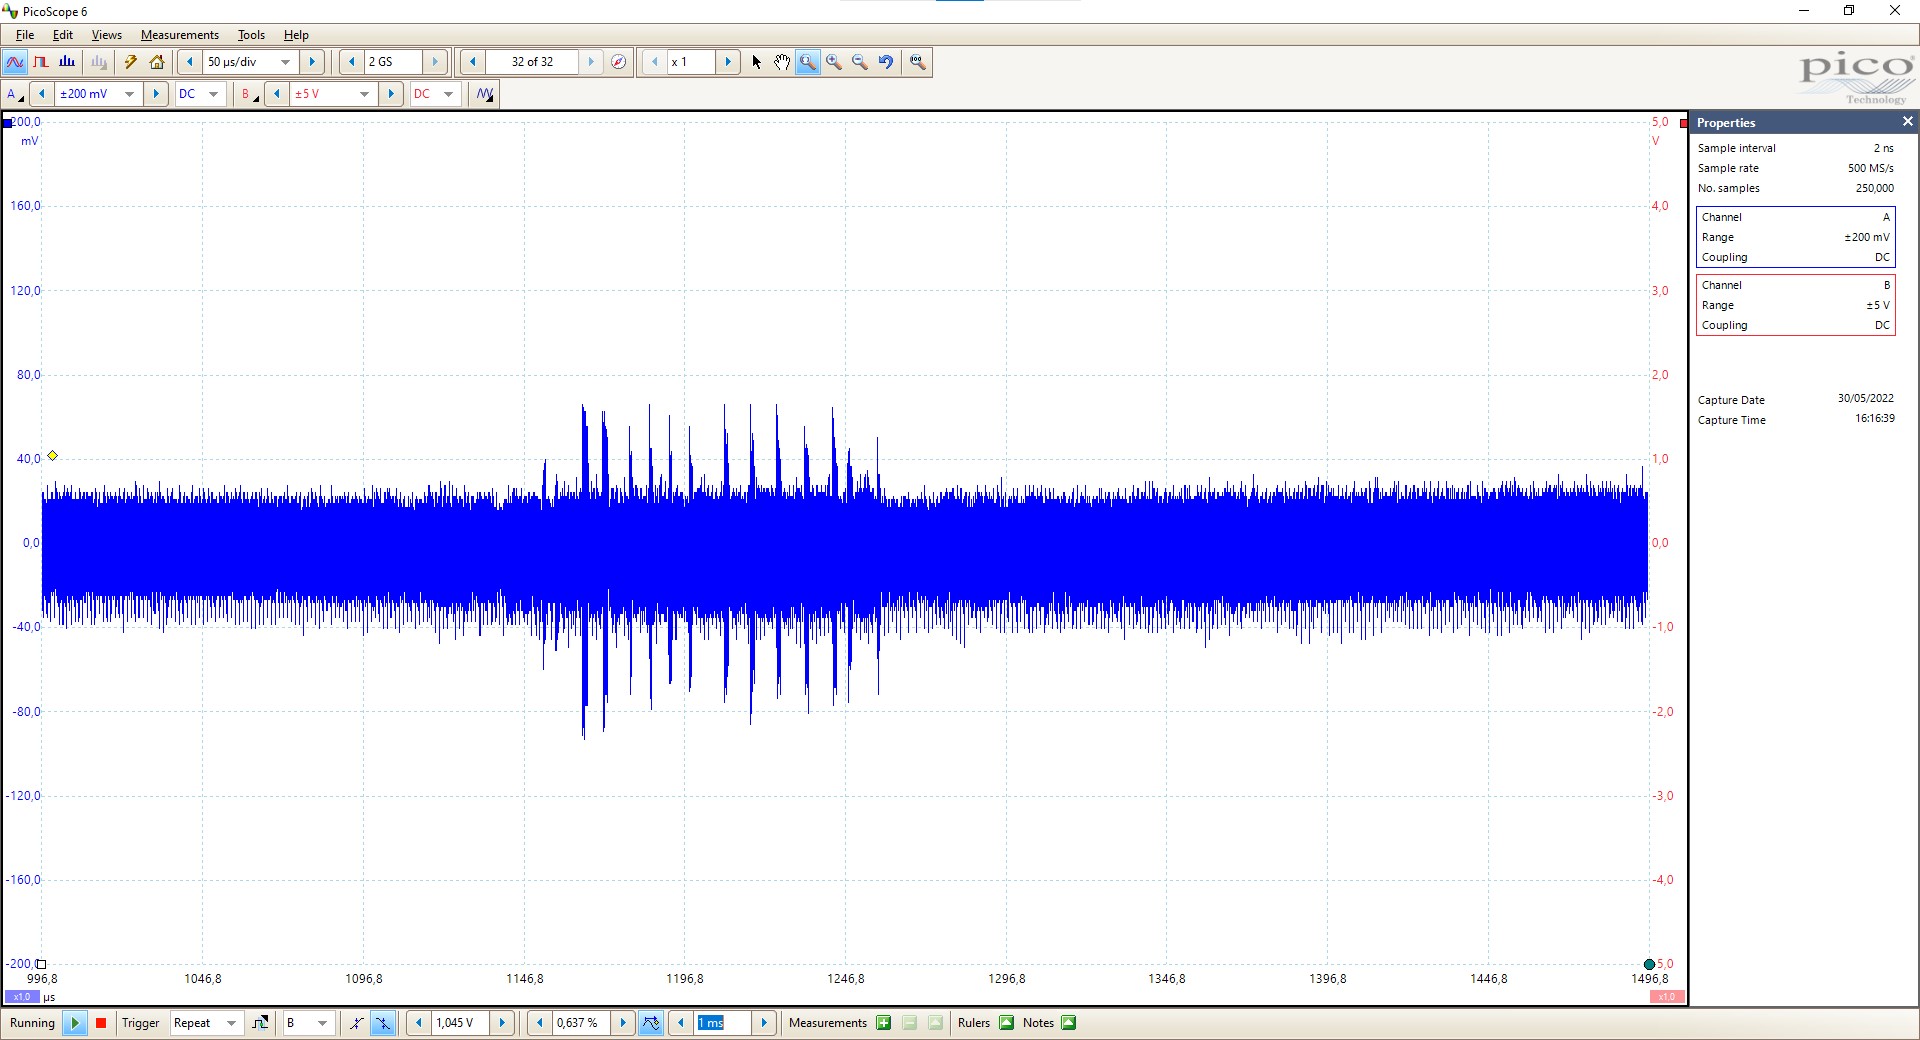 PicoScope 6
File Edit Views Measurements Tools Help
50 µs/div 2 GS 32 of 32 x 1
pico
Technology
A ±200 mV DC B ±5 V DC
200,0 5,0
mV V
160,0 4,0
120,0 3,0
80,0 2,0
40,0 1,0
0,0 0,0
-40,0 -1,0
-80,0 -2,0
-120,0 -3,0
-160,0 -4,0
-200,0 -5,0
996,8 1046,8 1096,8 1146,8 1196,8 1246,8 1296,8 1346,8 1396,8 1446,8 1496,8
x1,0 µs x1,0
Properties
Sample interval 2 ns
Sample rate 500 MS/s
No. samples 250,000
Channel A
Range ±200 mV
Coupling DC
Channel B
Range ±5 V
Coupling DC
Capture Date 30/05/2022
Capture Time 16:16:39
Running Trigger Repeat B 1,045 V 0,637 % 1 ms Measurements Rulers Notes